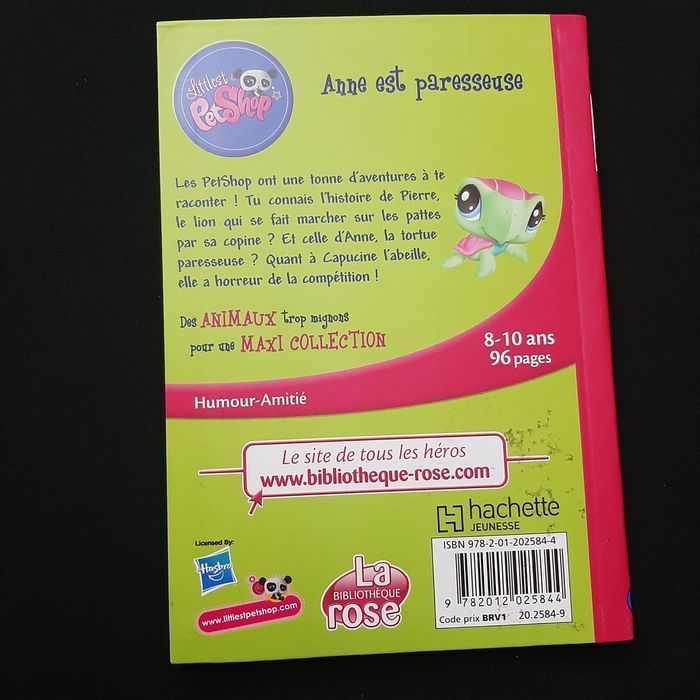 Littlest
PetShop
Anne est paresseuse
Les PetShop ont une tonne d'aventures à te
raconter ! Tu connais l'histoire de Pierre,
le lion qui se fait marcher sur les pattes
par sa copine ? Et celle d'Anne, la tortue
paresseuse ? Quant à Capucine l'abeille,
elle a horreur de la compétition !
Des ANIMAUX trop mignons
pour une MAXI COLLECTION
8-10 ans
96 pages
Humour-Amitié
Le site de tous les héros
www.bibliotheque-rose.com
hachette
JEUNESSE
Licensed By:
Hasbro
www.littlestpetshop.com
La
BIBLIOTHÈQUE
rose
ISBN 978-2-01-202584-4
9 782012 025844
Code prix BRV1 20.2584-9